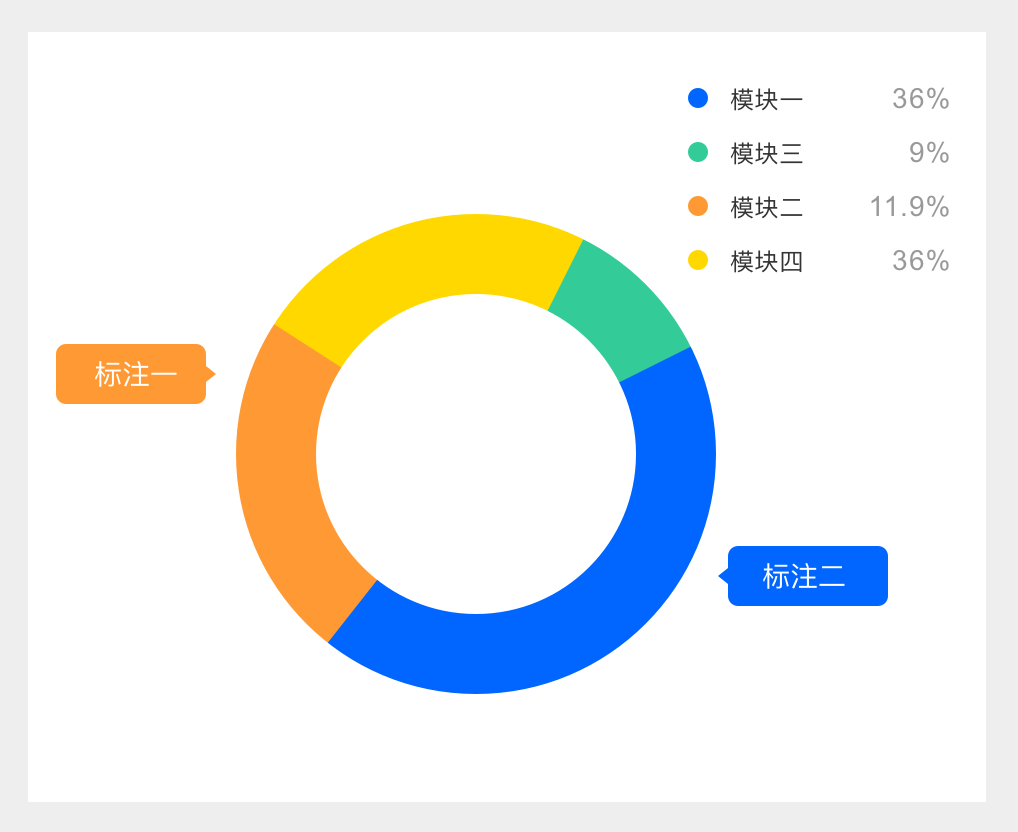 模块一 36%
模块三 9%
模块二 11.9%
模块四 36%
标注一
标注二